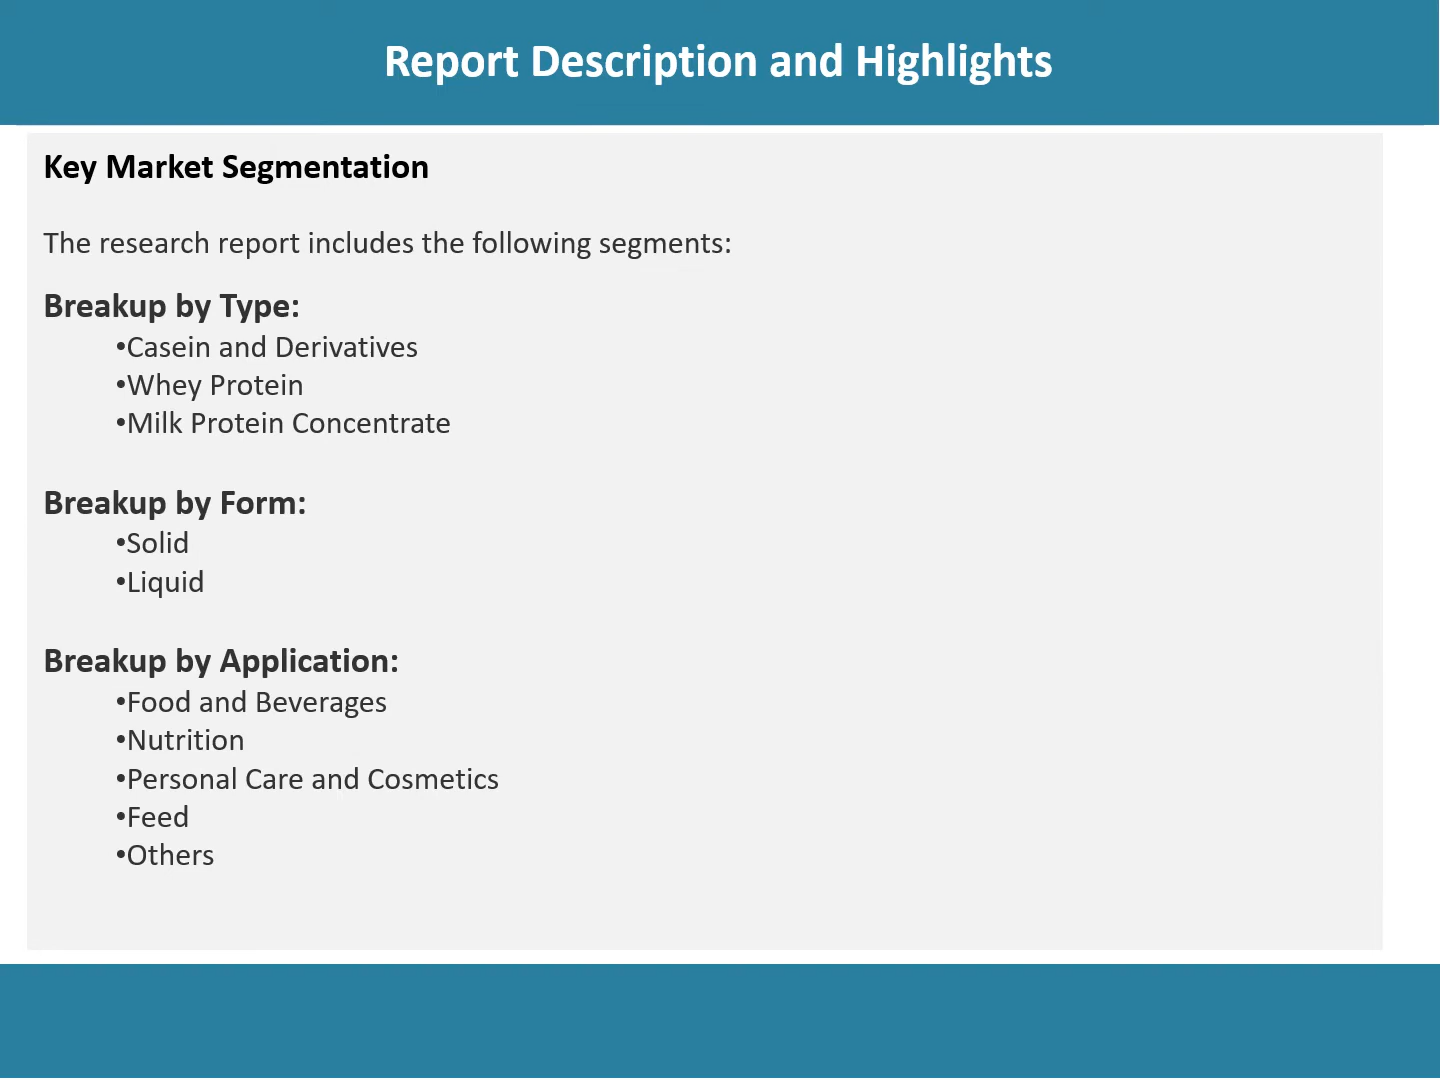 Report Description and Highlights
Key Market Segmentation
The research report includes the following segments:
Breakup by Type:
•Casein and Derivatives
•Whey Protein
•Milk Protein Concentrate
Breakup by Form:
•Solid
•Liquid
Breakup by Application:
•Food and Beverages
•Nutrition
•Personal Care and Cosmetics
•Feed
•Others